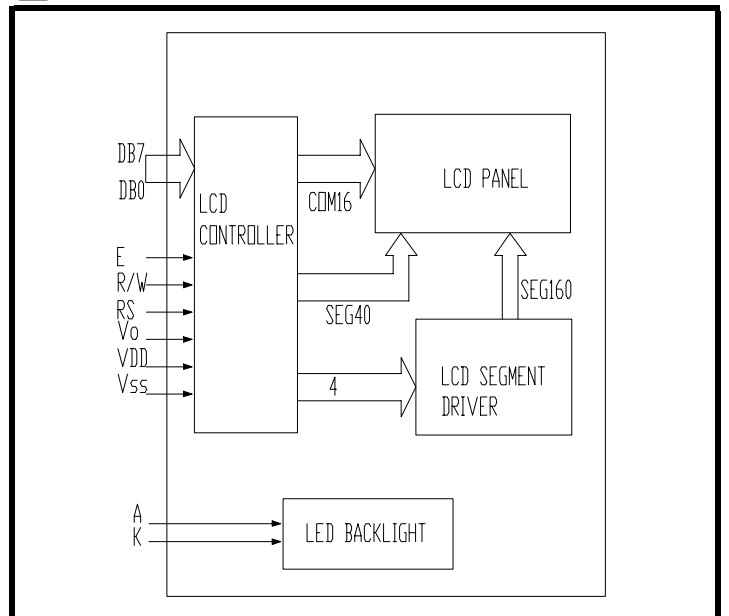 DB7
DB0
LCD
CONTROLLER
COM16
LCD PANEL
E
R/W
RS
Vo
VDD
Vss
SEG40
SEG160
4
LCD SEGMENT
DRIVER
A
K
LED BACKLIGHT